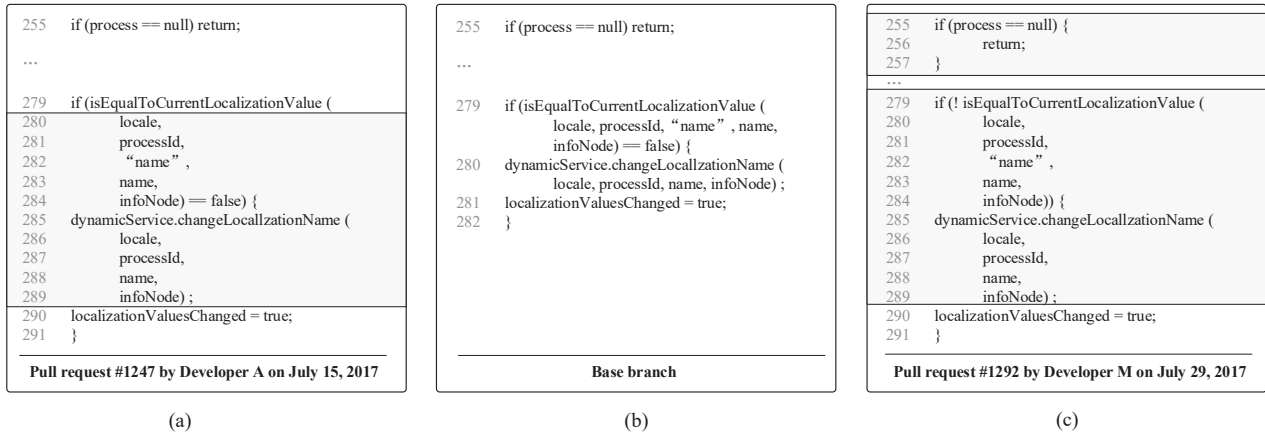 255 if (process == null) return;
...
279 if (isEqualToCurrentLocalizationValue (
280 locale,
281 processId,
282 “name” ,
283 name,
284 infoNode) == false) {
285 dynamicService.changeLocallzationName (
286 locale,
287 processId,
288 name,
289 infoNode) ;
290 localizationValuesChanged = true;
291 }
Pull request #1247 by Developer A on July 15, 2017
(a)
255 if (process == null) return;
...
279 if (isEqualToCurrentLocalizationValue (
locale, processId, “name” , name,
infoNode) == false) {
280 dynamicService.changeLocallzationName (
locale, processId, name, infoNode) ;
281 localizationValuesChanged = true;
282 }
Base branch
(b)
255 if (process == null) {
256 return;
257 }
...
279 if (! isEqualToCurrentLocalizationValue (
280 locale,
281 processId,
282 “name” ,
283 name,
284 infoNode)) {
285 dynamicService.changeLocallzationName (
286 locale,
287 processId,
288 name,
289 infoNode) ;
290 localizationValuesChanged = true;
291 }
Pull request #1292 by Developer M on July 29, 2017
(c)